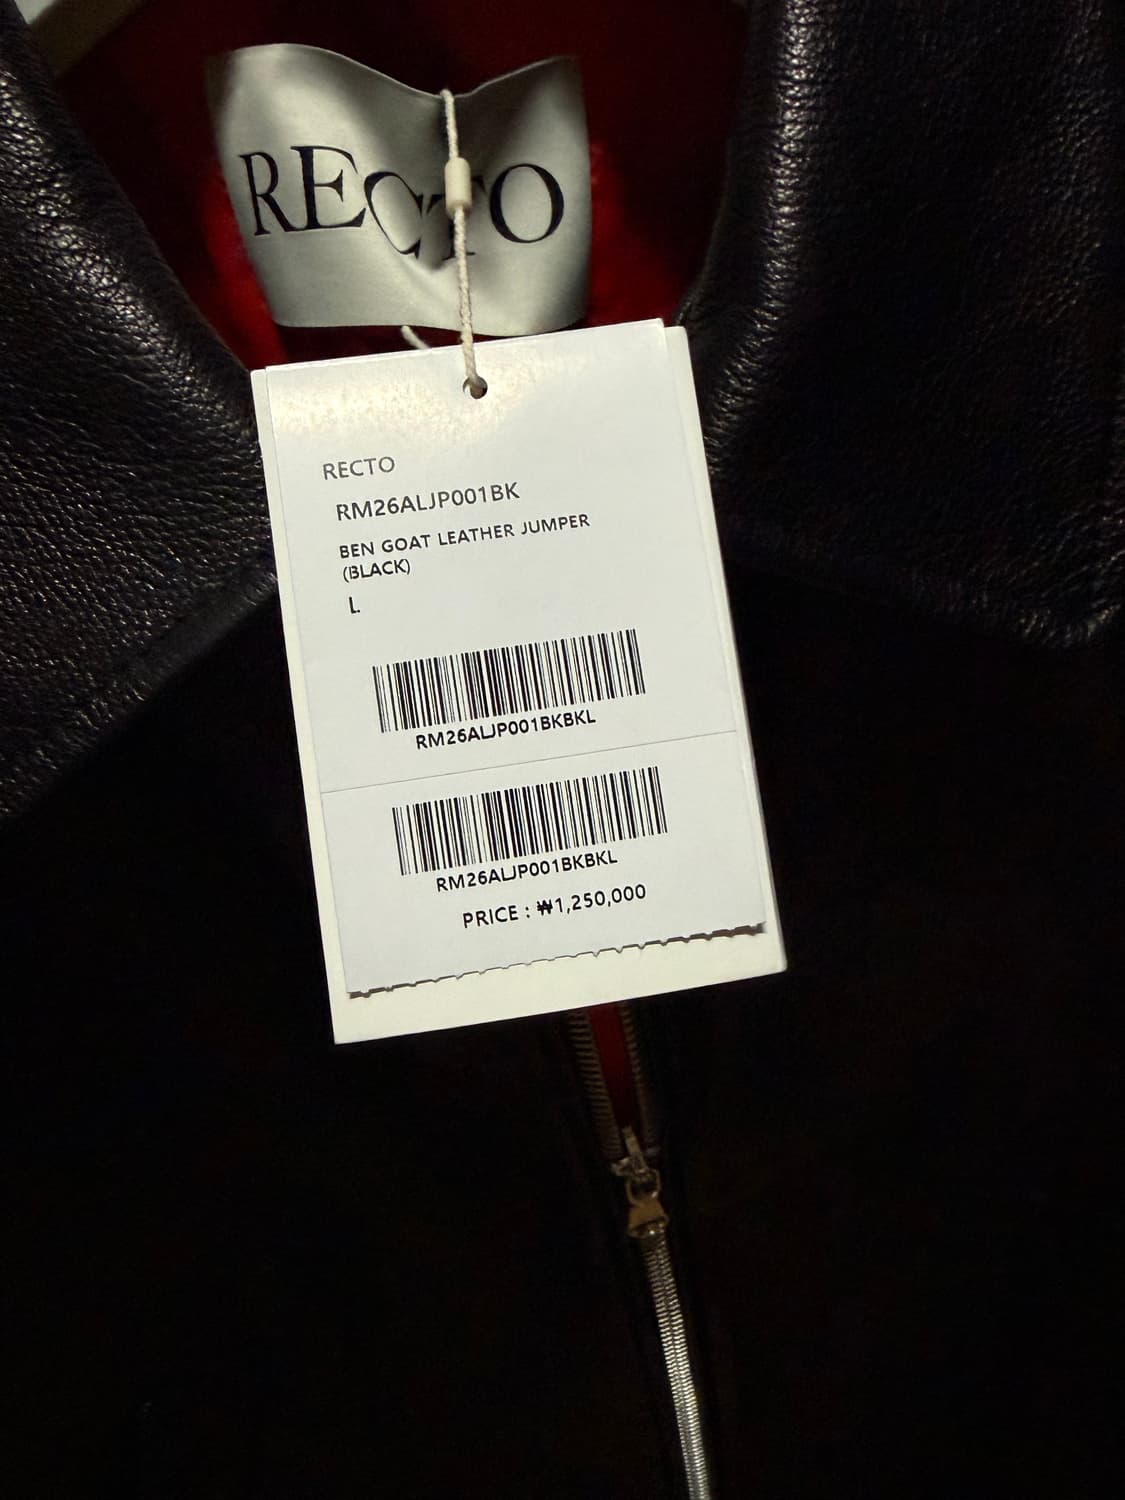 RECTO
RECTO
RM26ALJP001BK
BEN GOAT LEATHER JUMPER
(BLACK)
L
RM26ALJP001BKBKL
RM26ALJP001BKBKL
PRICE : ₩1,250,000